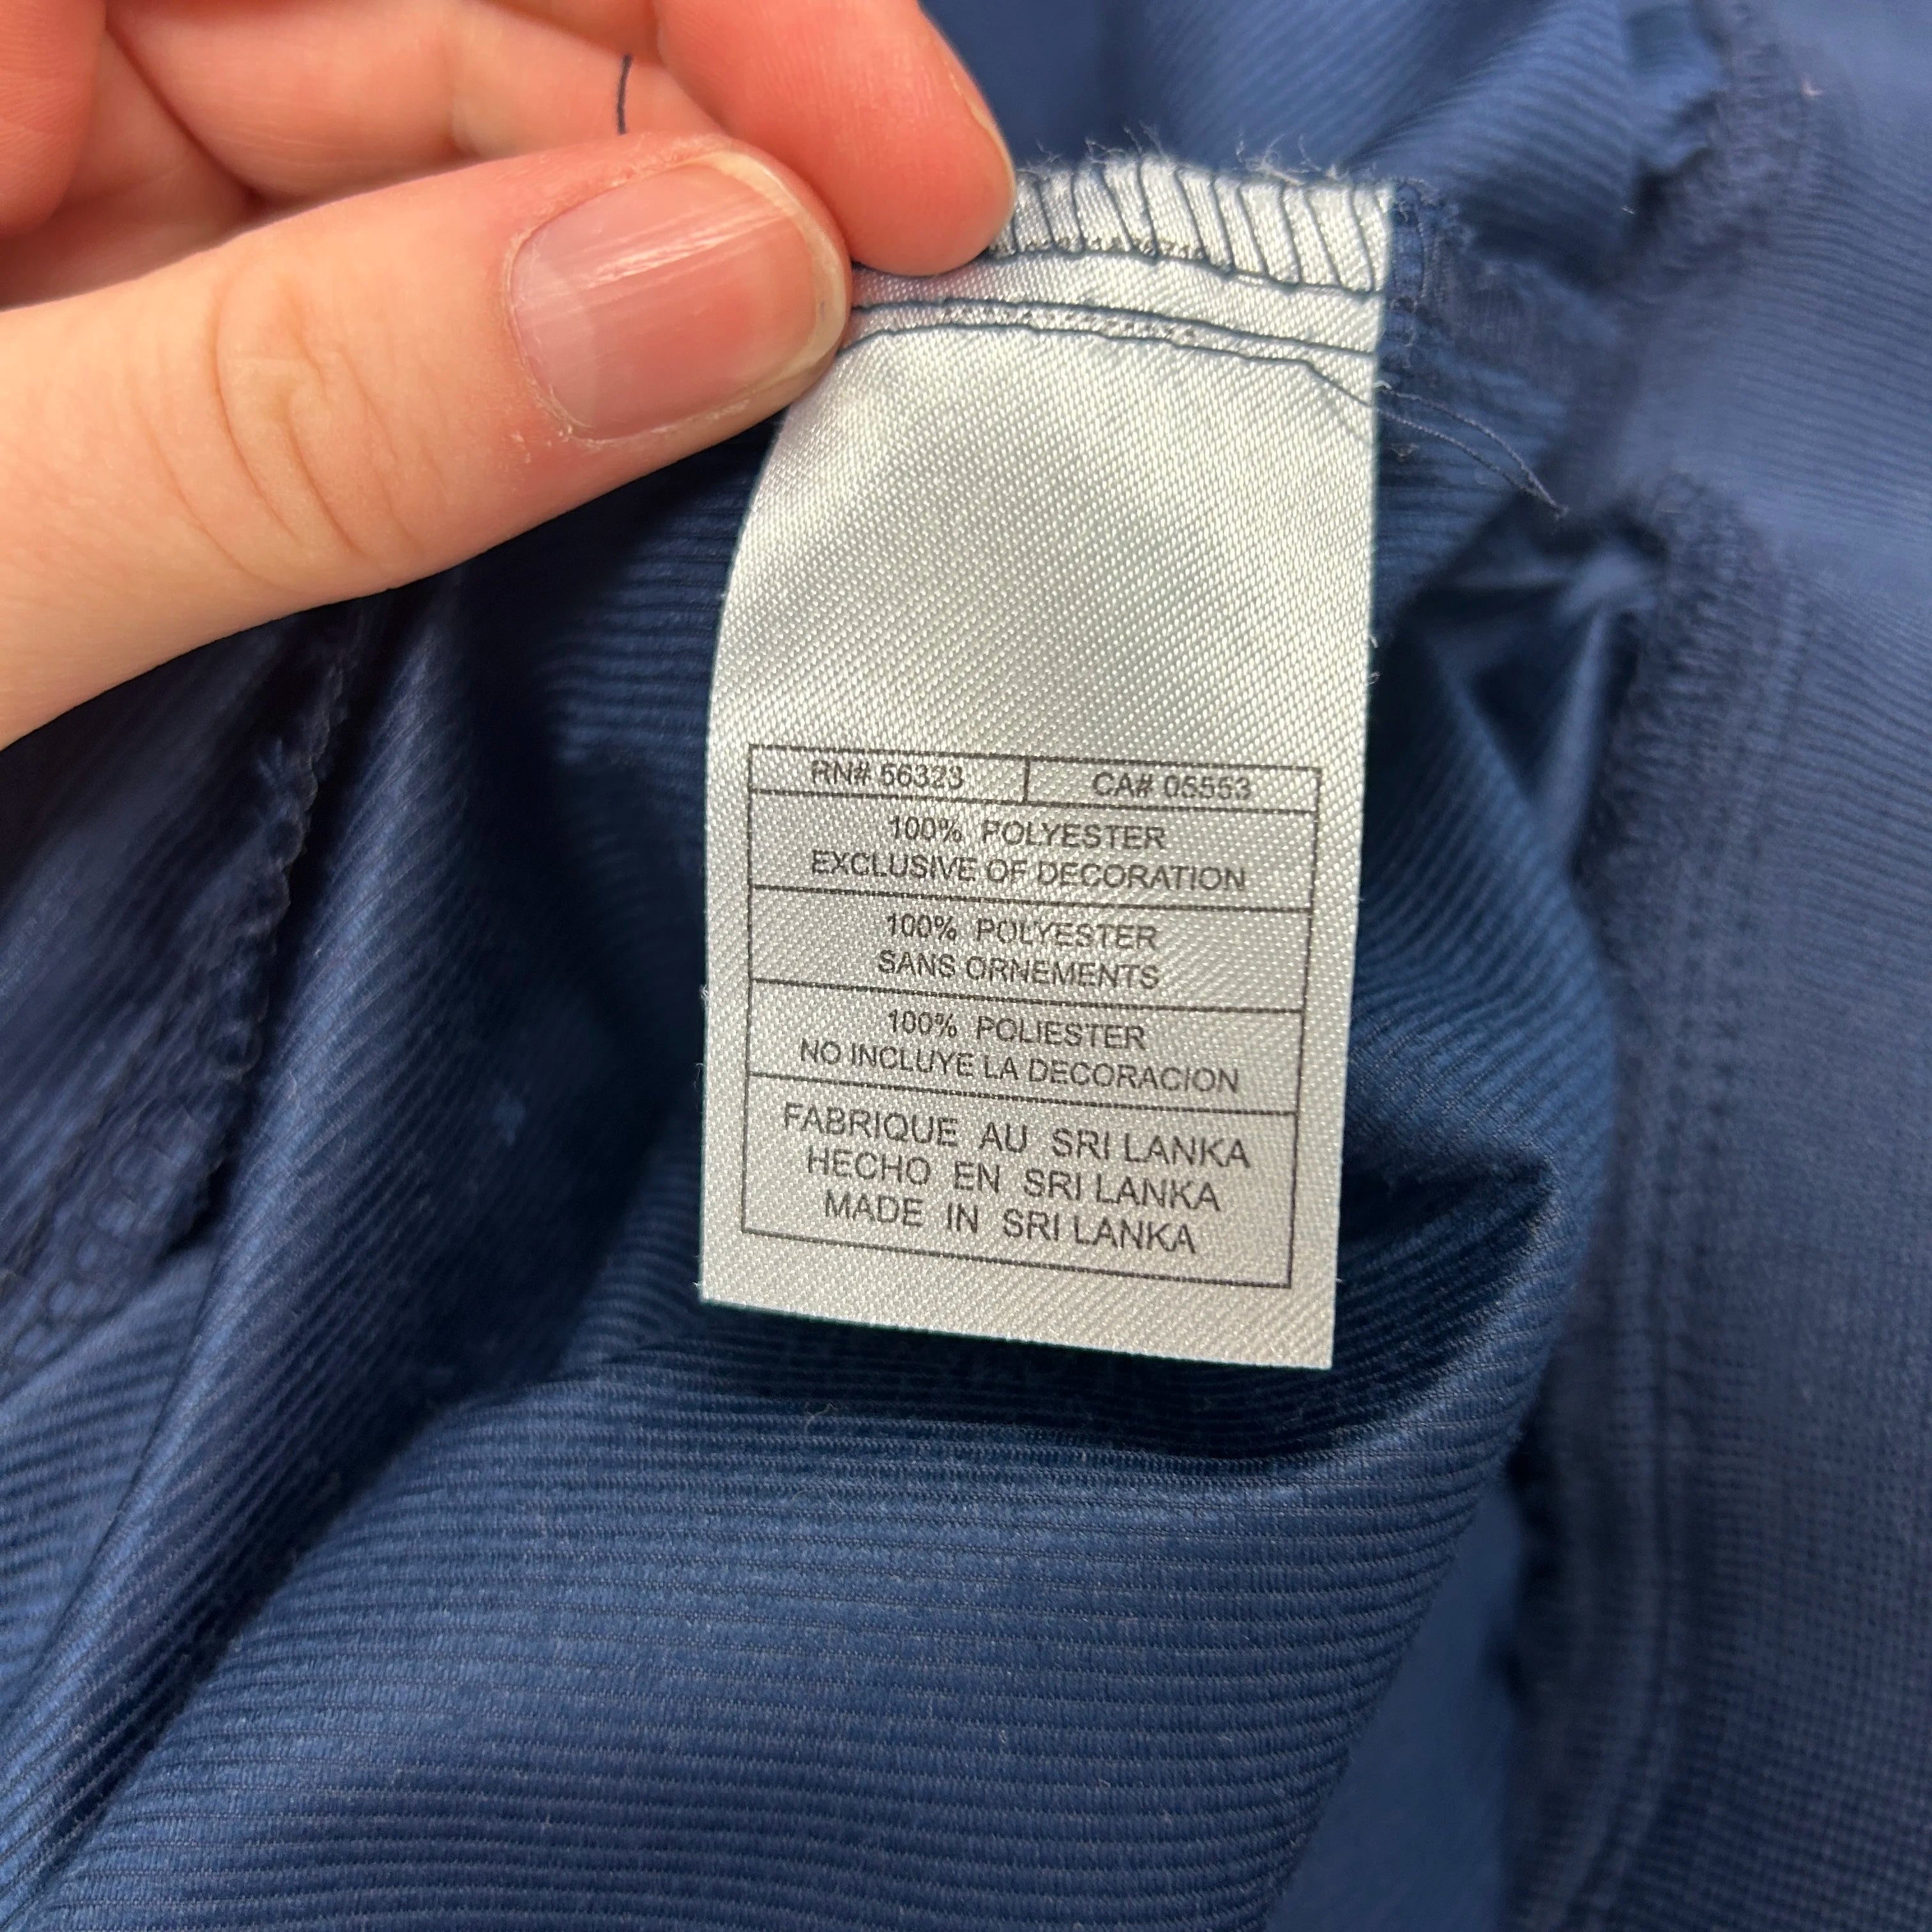 RN# 56323 CA# 05553
100% POLYESTER
EXCLUSIVE OF DECORATION
100% POLYESTER
SANS ORNEMENTS
100% POLIESTER
NO INCLUYE LA DECORACION
FABRIQUE AU SRI LANKA
HECHO EN SRI LANKA
MADE IN SRI LANKA